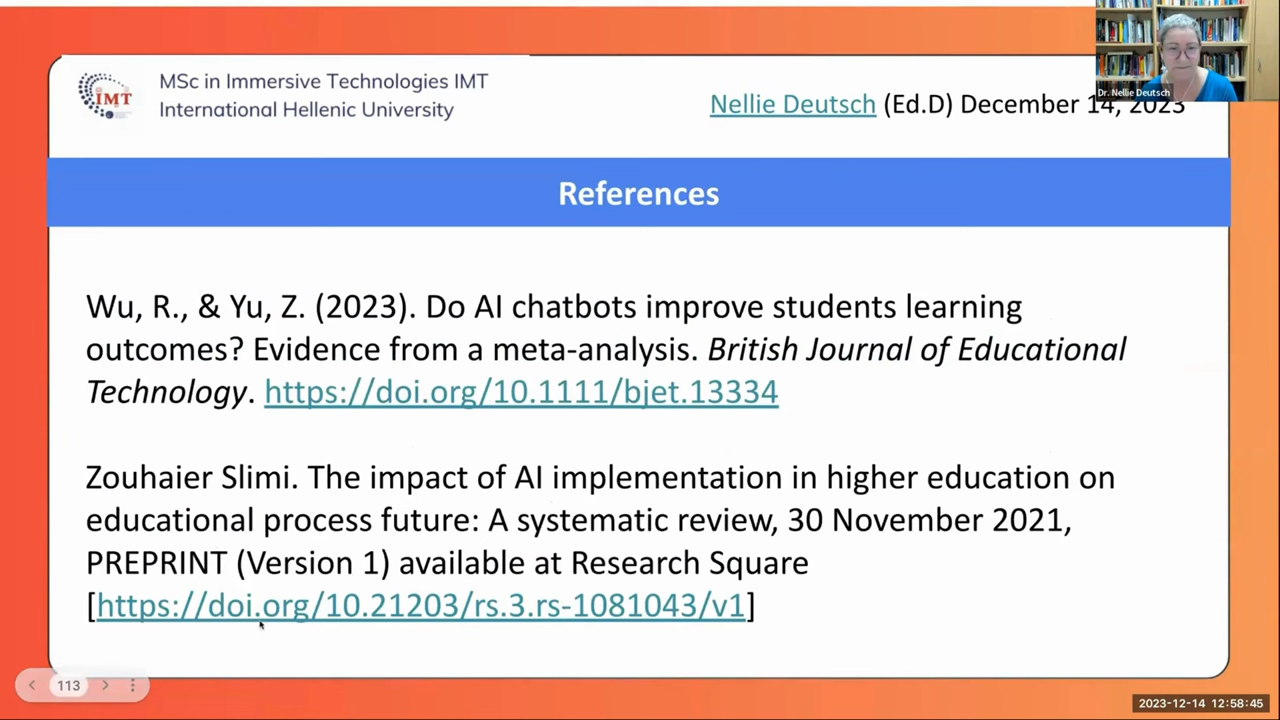 IMT
MSc in Immersive Technologies IMT
International Hellenic University
Nellie Deutsch (Ed.D) December 14, 2023
Dr. Nellie Deutsch
References
Wu, R., & Yu, Z. (2023). Do AI chatbots improve students learning
outcomes? Evidence from a meta-analysis. British Journal of Educational
Technology. https://doi.org/10.1111/bjet.13334
Zouhaier Slimi. The impact of AI implementation in higher education on
educational process future: A systematic review, 30 November 2021,
PREPRINT (Version 1) available at Research Square
[https://doi.org/10.21203/rs.3.rs-1081043/v1]
113
2023-12-14 12:58:45